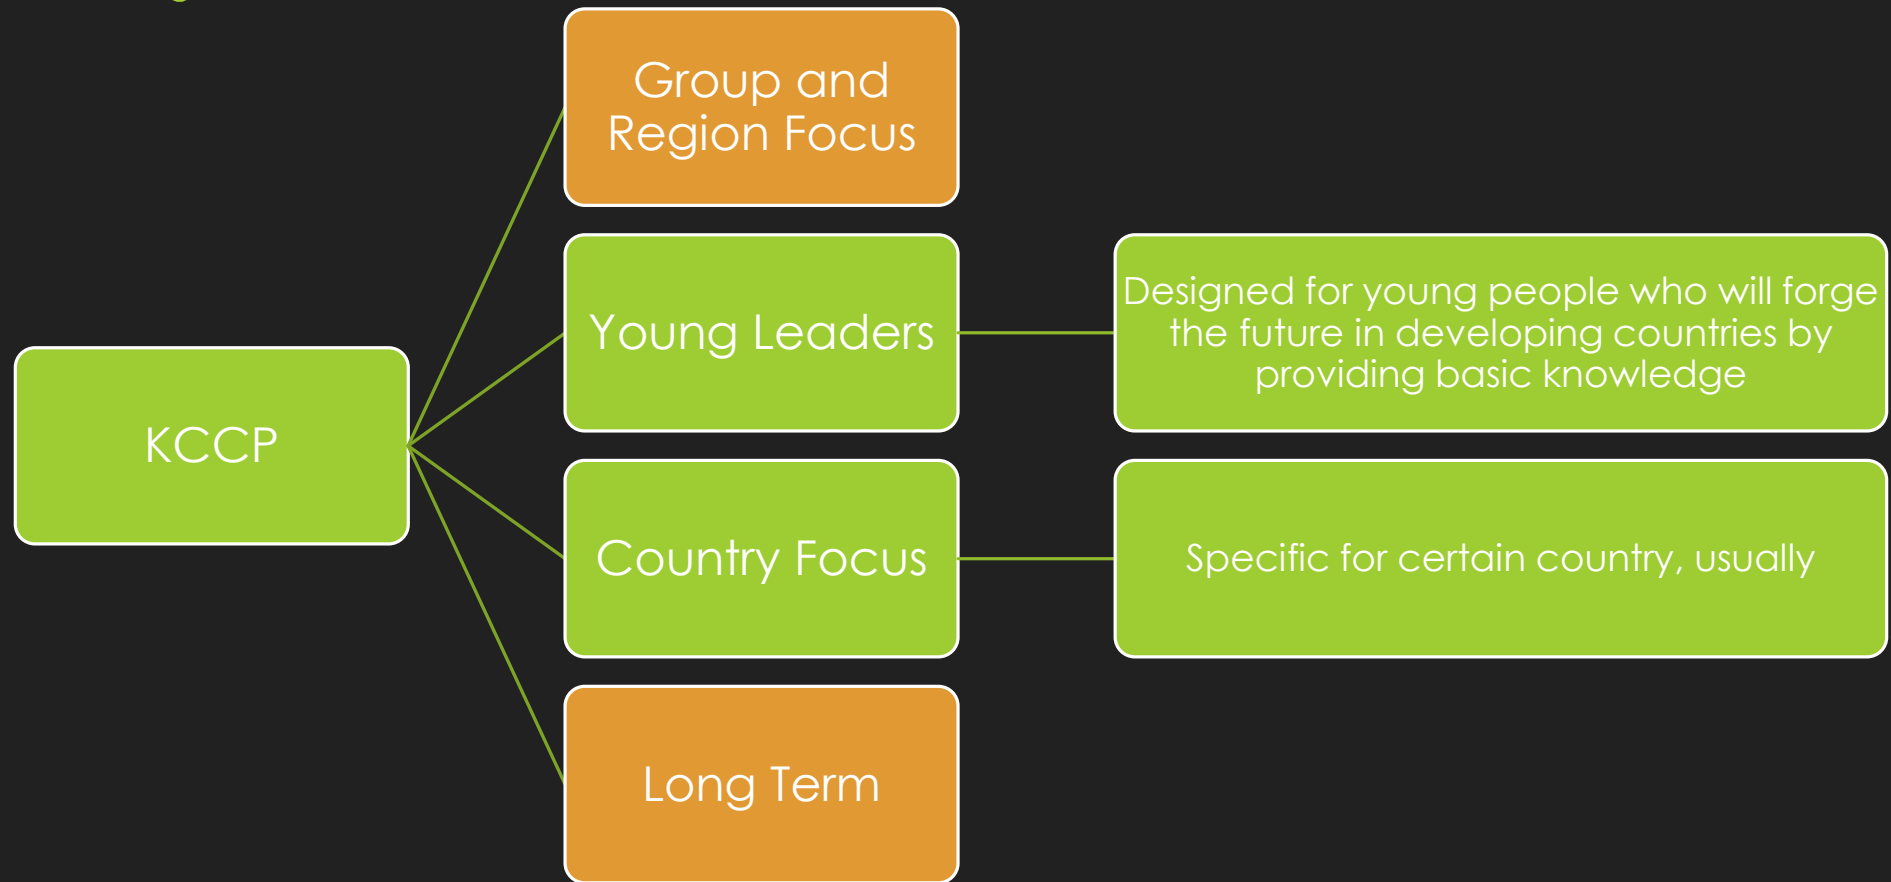 Group and
Region Focus
Young Leaders
Designed for young people who will forge
the future in developing countries by
providing basic knowledge
KCCP
Country Focus
Specific for certain country, usually
Long Term